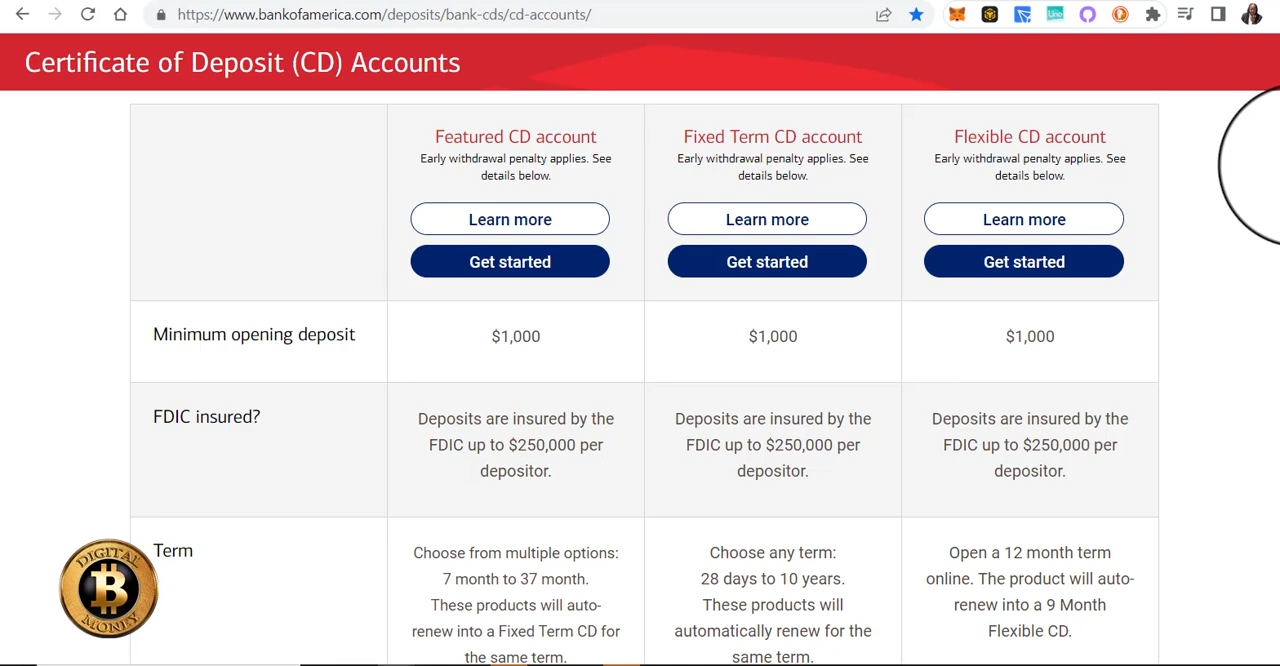 https://www.bankofamerica.com/deposits/bank-cds/cd-accounts/
Certificate of Deposit (CD) Accounts
Featured CD account
Early withdrawal penalty applies. See
details below.
Learn more
Get started
Fixed Term CD account
Early withdrawal penalty applies. See
details below.
Learn more
Get started
Flexible CD account
Early withdrawal penalty applies. See
details below.
Learn more
Get started
Minimum opening deposit
$1,000
$1,000
$1,000
FDIC insured?
Deposits are insured by the
FDIC up to $250,000 per
depositor.
Deposits are insured by the
FDIC up to $250,000 per
depositor.
Deposits are insured by the
FDIC up to $250,000 per
depositor.
Term
Choose from multiple options:
7 month to 37 month.
These products will auto-
renew into a Fixed Term CD for
the same term.
Choose any term:
28 days to 10 years.
These products will
automatically renew for the
same term.
Open a 12 month term
online. The product will auto-
renew into a 9 Month
Flexible CD.
DIGITAL
B
MONEY